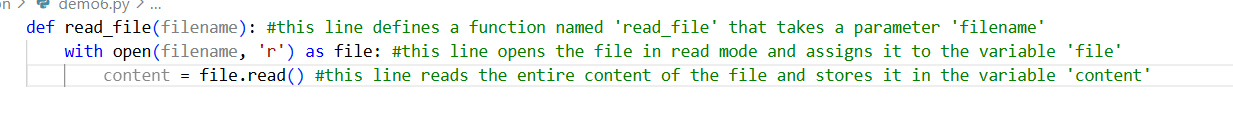 on > demo6.py > ...
def read_file(filename): #this line defines a function named 'read_file' that takes a parameter 'filename'
    with open(filename, 'r') as file: #this line opens the file in read mode and assigns it to the variable 'file'
        content = file.read() #this line reads the entire content of the file and stores it in the variable 'content'